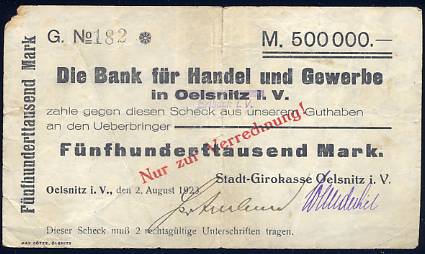 G. No 182
M. 500 000.—
Fünfhunderttausend Mark
Die Bank für Handel und Gewerbe
in Oelsnitz i. V.
zahle gegen diesen Scheck aus unserem Guthaben
an den Ueberbringer
Nur zur Verrechnung!
Fünfhunderttausend Mark.
Stadt-Girokasse Oelsnitz i. V.
Oelsnitz i. V., den 2. August 1923
Dieser Scheck muß 2 rechtsgültige Unterschriften tragen.